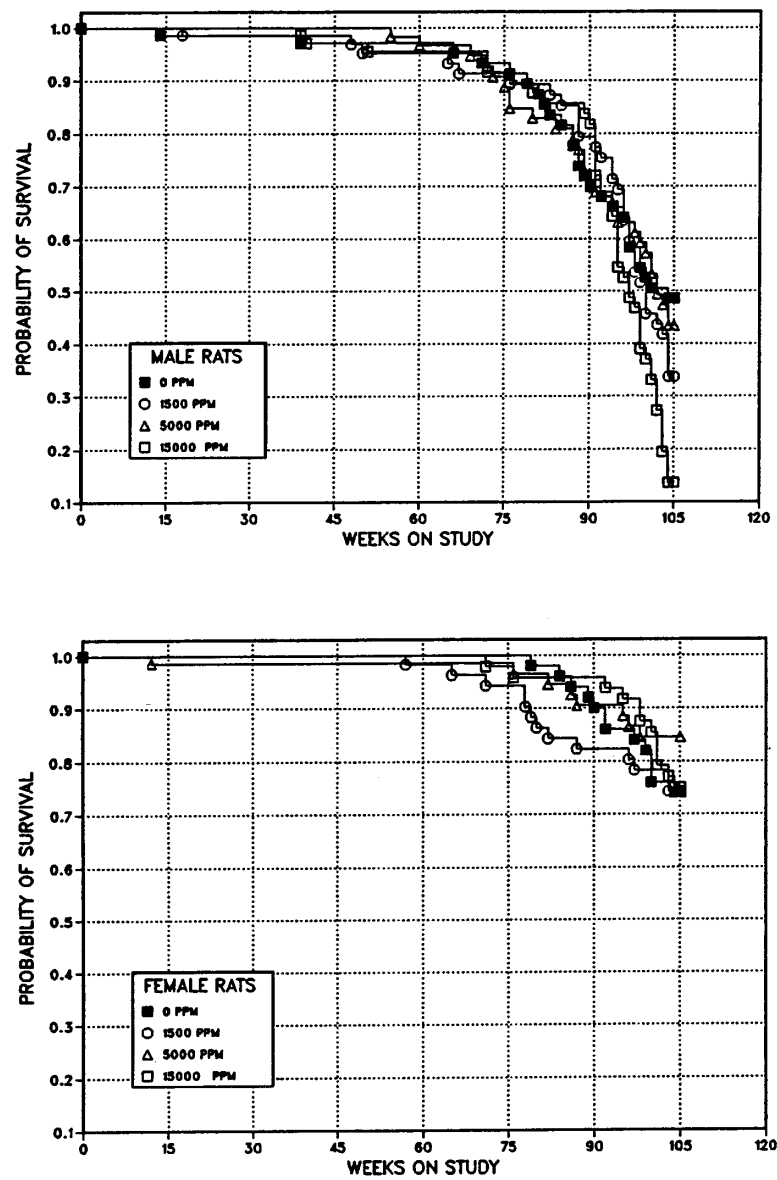 1.0
0.9
0.8
0.7
0.6
0.5
0.4
0.3
0.2
0.1
PROBABILITY OF SURVIVAL
MALE RATS
0 PPM
1500 PPM
5000 PPM
15000 PPM
0 15 30 45 60 75 90 105 120
WEEKS ON STUDY
1.0
0.9
0.8
0.7
0.6
0.5
0.4
0.3
0.2
0.1
PROBABILITY OF SURVIVAL
FEMALE RATS
0 PPM
1500 PPM
5000 PPM
15000 PPM
0 15 30 45 60 75 90 105 120
WEEKS ON STUDY